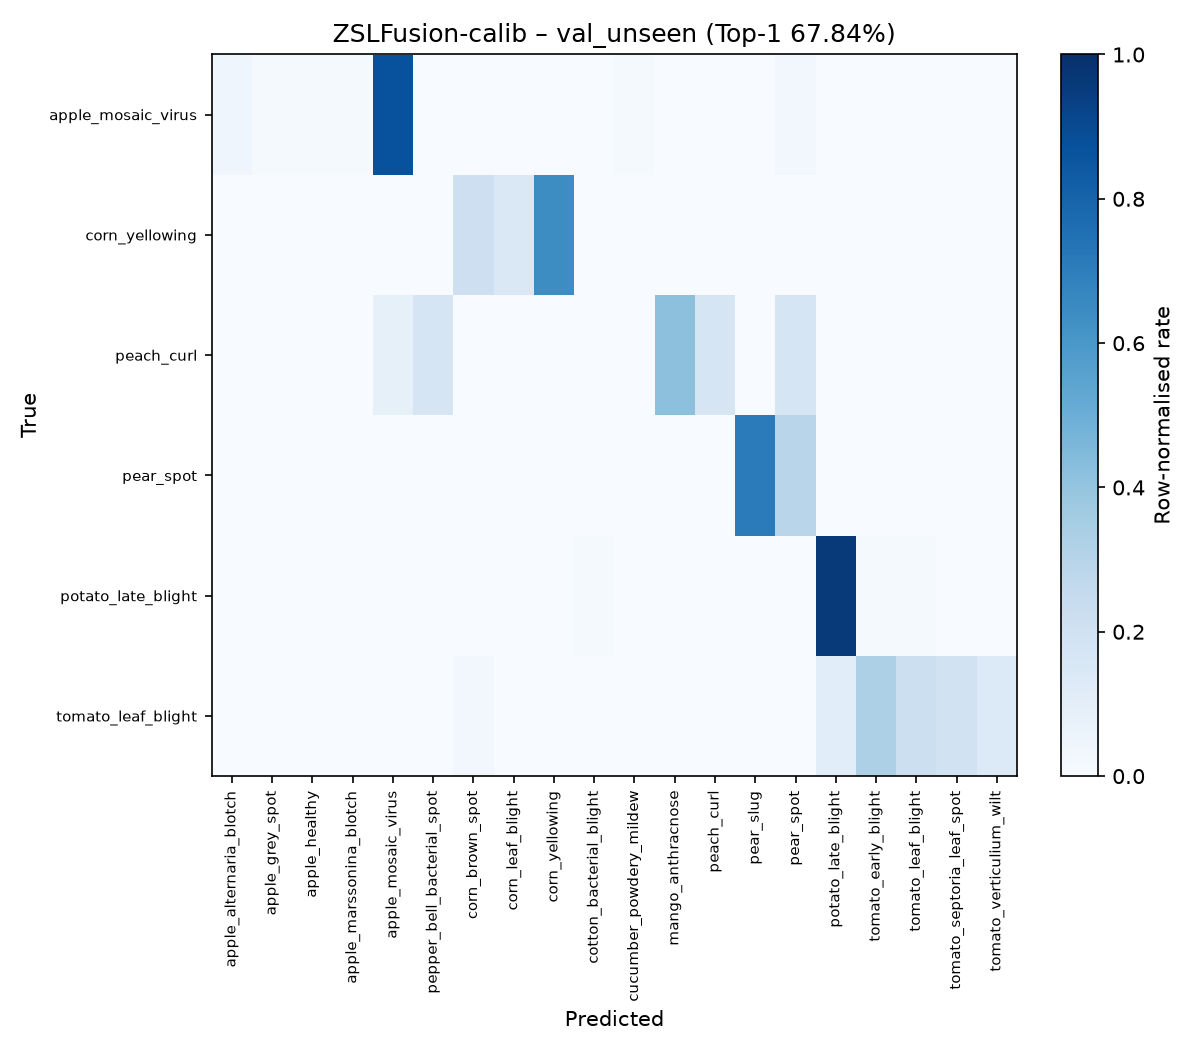 ZSLFusion-calib – val_unseen (Top-1 67.84%)
True
apple_mosaic_virus
corn_yellowing
peach_curl
pear_spot
potato_late_blight
tomato_leaf_blight
apple_alternaria_blotch
apple_grey_spot
apple_healthy
apple_marssonina_blotch
apple_mosaic_virus
pepper_bell_bacterial_spot
corn_brown_spot
corn_leaf_blight
corn_yellowing
cotton_bacterial_blight
cucumber_powdery_mildew
mango_anthracnose
peach_curl
pear_slug
pear_spot
potato_late_blight
tomato_early_blight
tomato_leaf_blight
tomato_septoria_leaf_spot
tomato_verticulium_wilt
Predicted
1.0
0.8
0.6
0.4
0.2
0.0
Row-normalised rate